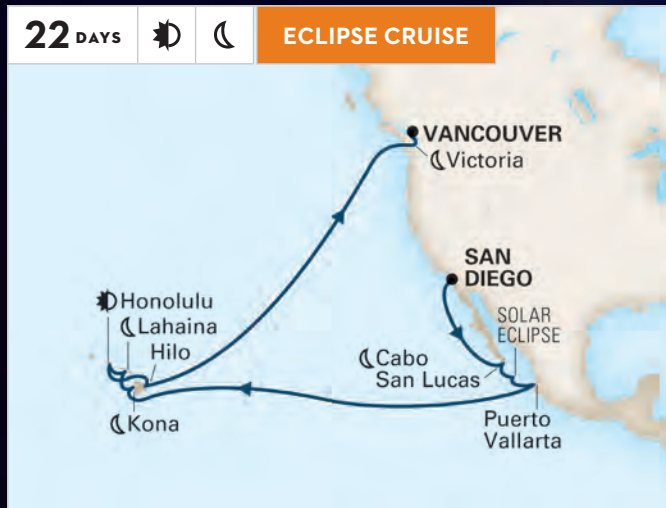 22 DAYS
ECLIPSE CRUISE
VANCOUVER
Victoria
SAN
DIEGO
SOLAR
ECLIPSE
Honolulu
Lahaina
Hilo
Cabo
San Lucas
Kona
Puerto
Vallarta